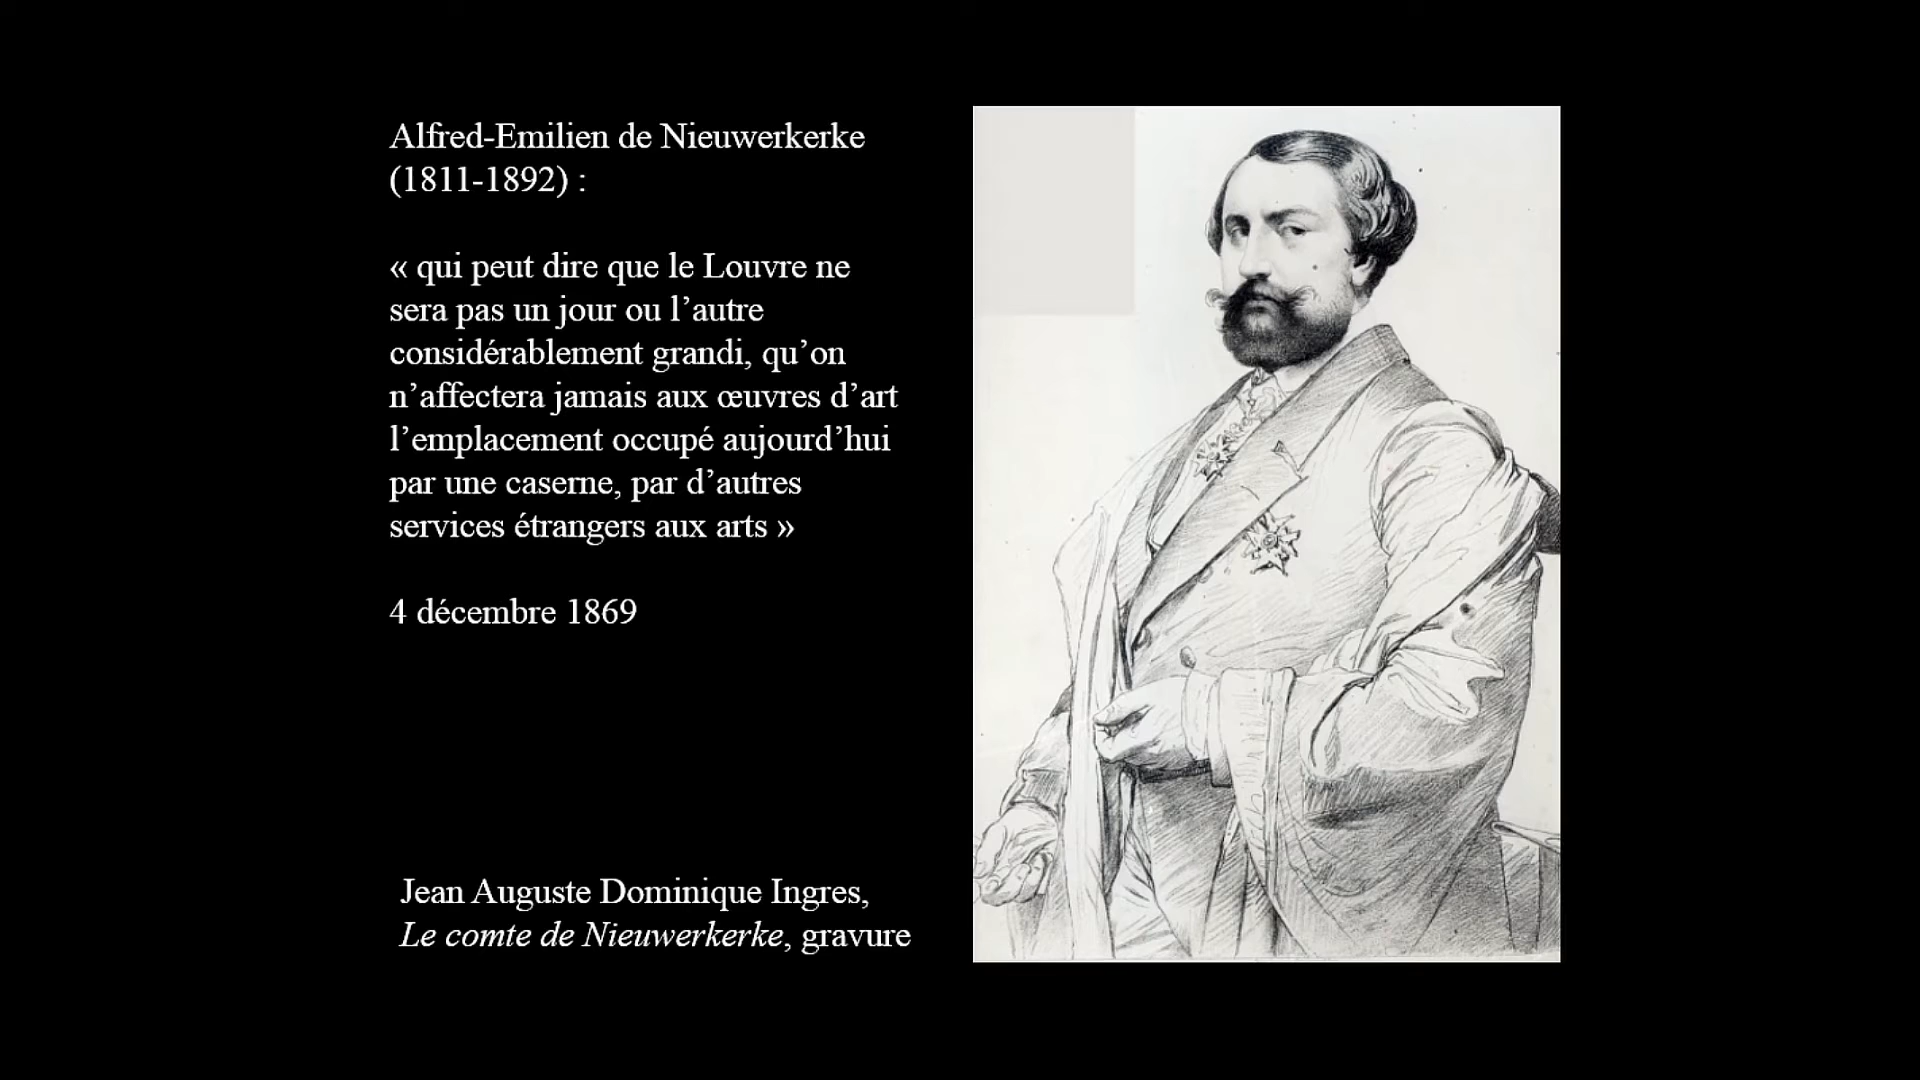 Alfred-Emilien de Nieuwerkerke
(1811-1892) :
« qui peut dire que le Louvre ne
sera pas un jour ou l’autre
considérablement grandi, qu’on
n’affectera jamais aux œuvres d’art
l’emplacement occupé aujourd’hui
par une caserne, par d’autres
services étrangers aux arts »
4 décembre 1869
Jean Auguste Dominique Ingres,
Le comte de Nieuwerkerke, gravure